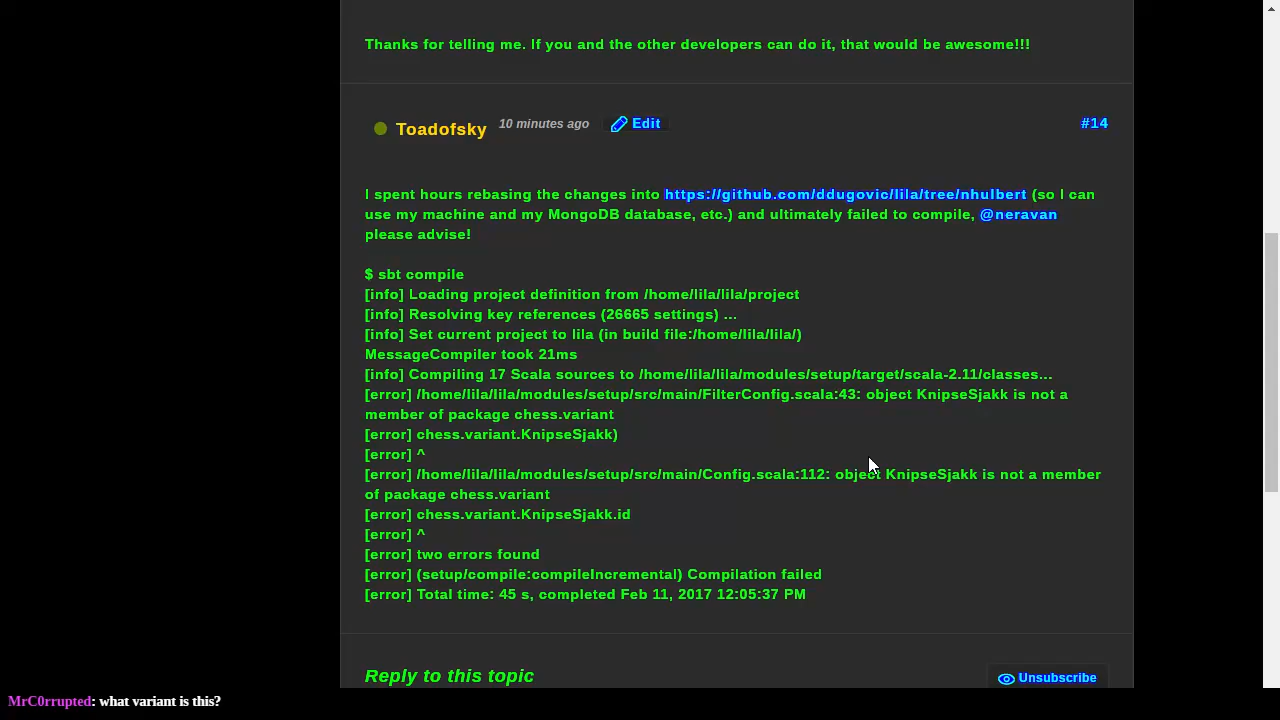 Thanks for telling me. If you and the other developers can do it, that would be awesome!!!
Toadofsky 10 minutes ago Edit #14
I spent hours rebasing the changes into https://github.com/ddugovic/lila/tree/nhulbert (so I can
use my machine and my MongoDB database, etc.) and ultimately failed to compile, @neravan
please advise!
$ sbt compile
[info] Loading project definition from /home/lila/lila/project
[info] Resolving key references (26665 settings) ...
[info] Set current project to lila (in build file:/home/lila/lila/)
MessageCompiler took 21ms
[info] Compiling 17 Scala sources to /home/lila/lila/modules/setup/target/scala-2.11/classes...
[error] /home/lila/lila/modules/setup/src/main/FilterConfig.scala:43: object KnipseSjakk is not a
member of package chess.variant
[error] chess.variant.KnipseSjakk)
[error] ^
[error] /home/lila/lila/modules/setup/src/main/Config.scala:112: object KnipseSjakk is not a member
of package chess.variant
[error] chess.variant.KnipseSjakk.id
[error] ^
[error] two errors found
[error] (setup/compile:compileIncremental) Compilation failed
[error] Total time: 45 s, completed Feb 11, 2017 12:05:37 PM
Reply to this topic Unsubscribe
MrC0rrupted: what variant is this?